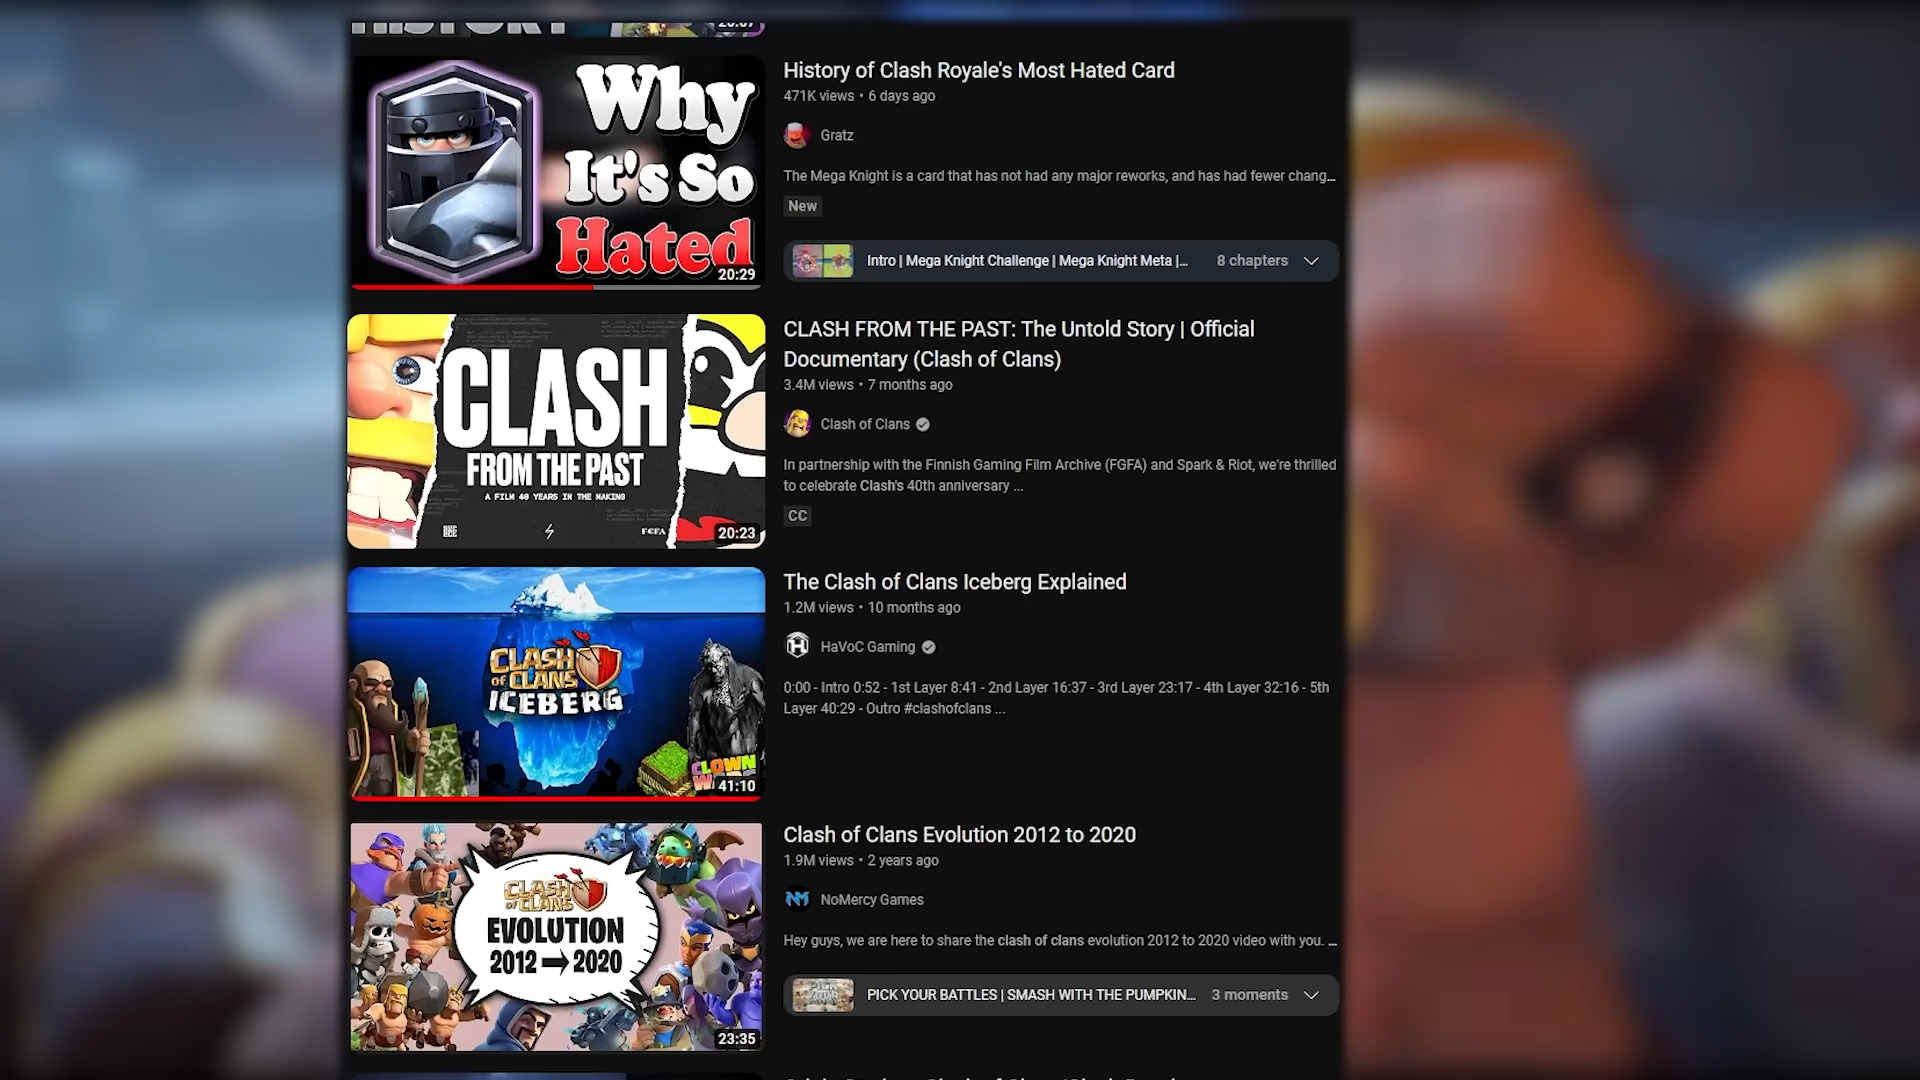 HISTORY
20:07
Why
It's So
Hated
20:29
History of Clash Royale's Most Hated Card
471K views • 6 days ago
Gratz
The Mega Knight is a card that has not had any major reworks, and has had fewer chang...
New
Intro | Mega Knight Challenge | Mega Knight Meta |...
8 chapters
CLASH
FROM THE PAST
A FILM 40 YEARS IN THE MAKING
SUP
ERC
ELL
FGFA
20:23
CLASH FROM THE PAST: The Untold Story | Official
Documentary (Clash of Clans)
3.4M views • 7 months ago
Clash of Clans
In partnership with the Finnish Gaming Film Archive (FGFA) and Spark & Riot, we're thrilled
to celebrate Clash's 40th anniversary ...
CC
CLASH
OF CLANS
ICEBERG
CLOWN
41:10
The Clash of Clans Iceberg Explained
1.2M views • 10 months ago
HaVoC Gaming
0:00 - Intro 0:52 - 1st Layer 8:41 - 2nd Layer 16:37 - 3rd Layer 23:17 - 4th Layer 32:16 - 5th
Layer 40:29 - Outro #clashofclans ...
CLASH
OF CLANS
EVOLUTION
2012 → 2020
23:35
Clash of Clans Evolution 2012 to 2020
1.9M views • 2 years ago
NoMercy Games
Hey guys, we are here to share the clash of clans evolution 2012 to 2020 video with you. ...
PICK YOUR BATTLES | SMASH WITH THE PUMPKIN...
3 moments